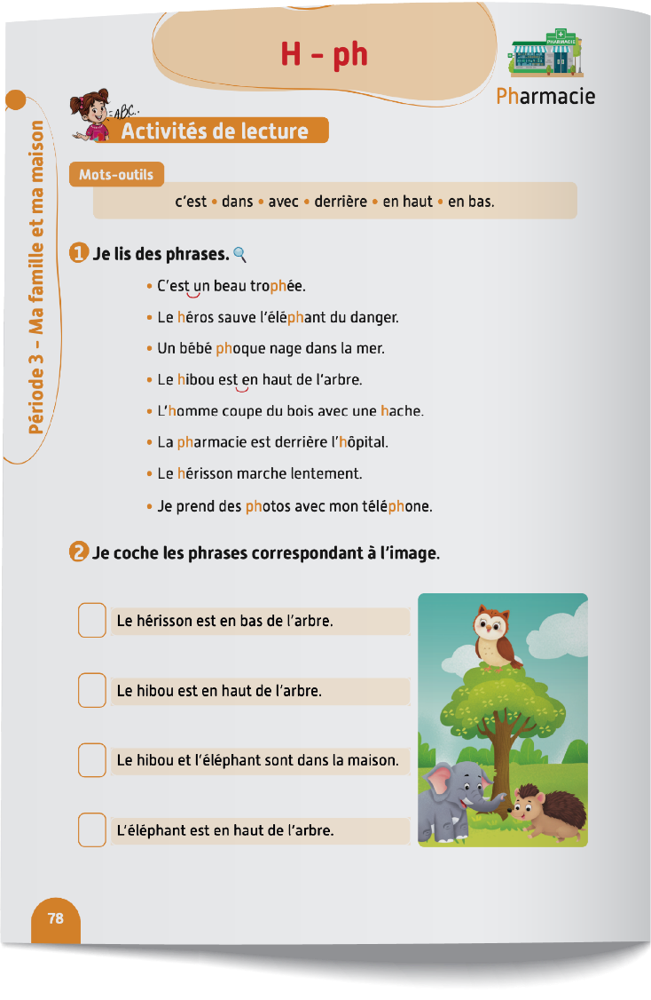 H - ph
PHARMACIE
Pharmacie
ABC..
Activités de lecture
Période 3 - Ma famille et ma maison
Mots-outils
c'est • dans • avec • derrière • en haut • en bas.
1 Je lis des phrases.
• C'est un beau trophée.
• Le héros sauve l'éléphant du danger.
• Un bébé phoque nage dans la mer.
• Le hibou est en haut de l'arbre.
• L'homme coupe du bois avec une hache.
• La pharmacie est derrière l'hôpital.
• Le hérisson marche lentement.
• Je prend des photos avec mon téléphone.
2 Je coche les phrases correspondant à l'image.
Le hérisson est en bas de l'arbre.
Le hibou est en haut de l'arbre.
Le hibou et l'éléphant sont dans la maison.
L'éléphant est en haut de l'arbre.
78